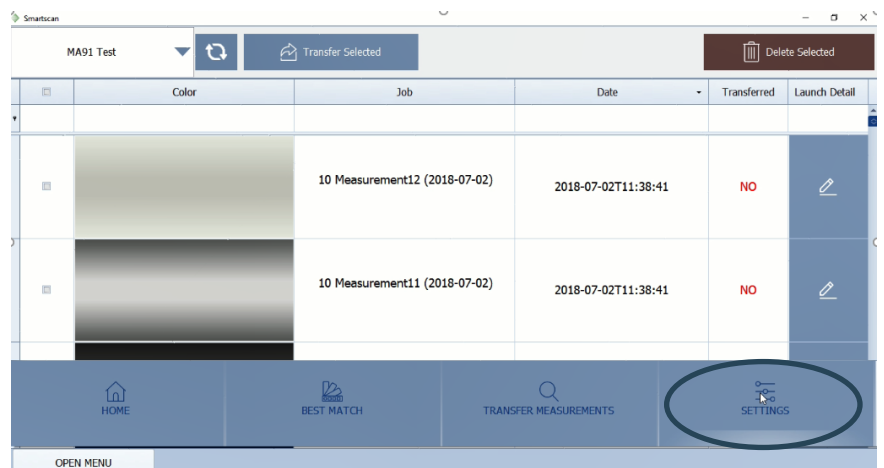 Smartscan
MA91 Test
Transfer Selected
Delete Selected
Color Job Date Transferred Launch Detail
10 Measurement12 (2018-07-02) 2018-07-02T11:38:41 NO
10 Measurement11 (2018-07-02) 2018-07-02T11:38:41 NO
HOME BEST MATCH TRANSFER MEASUREMENTS SETTINGS
OPEN MENU